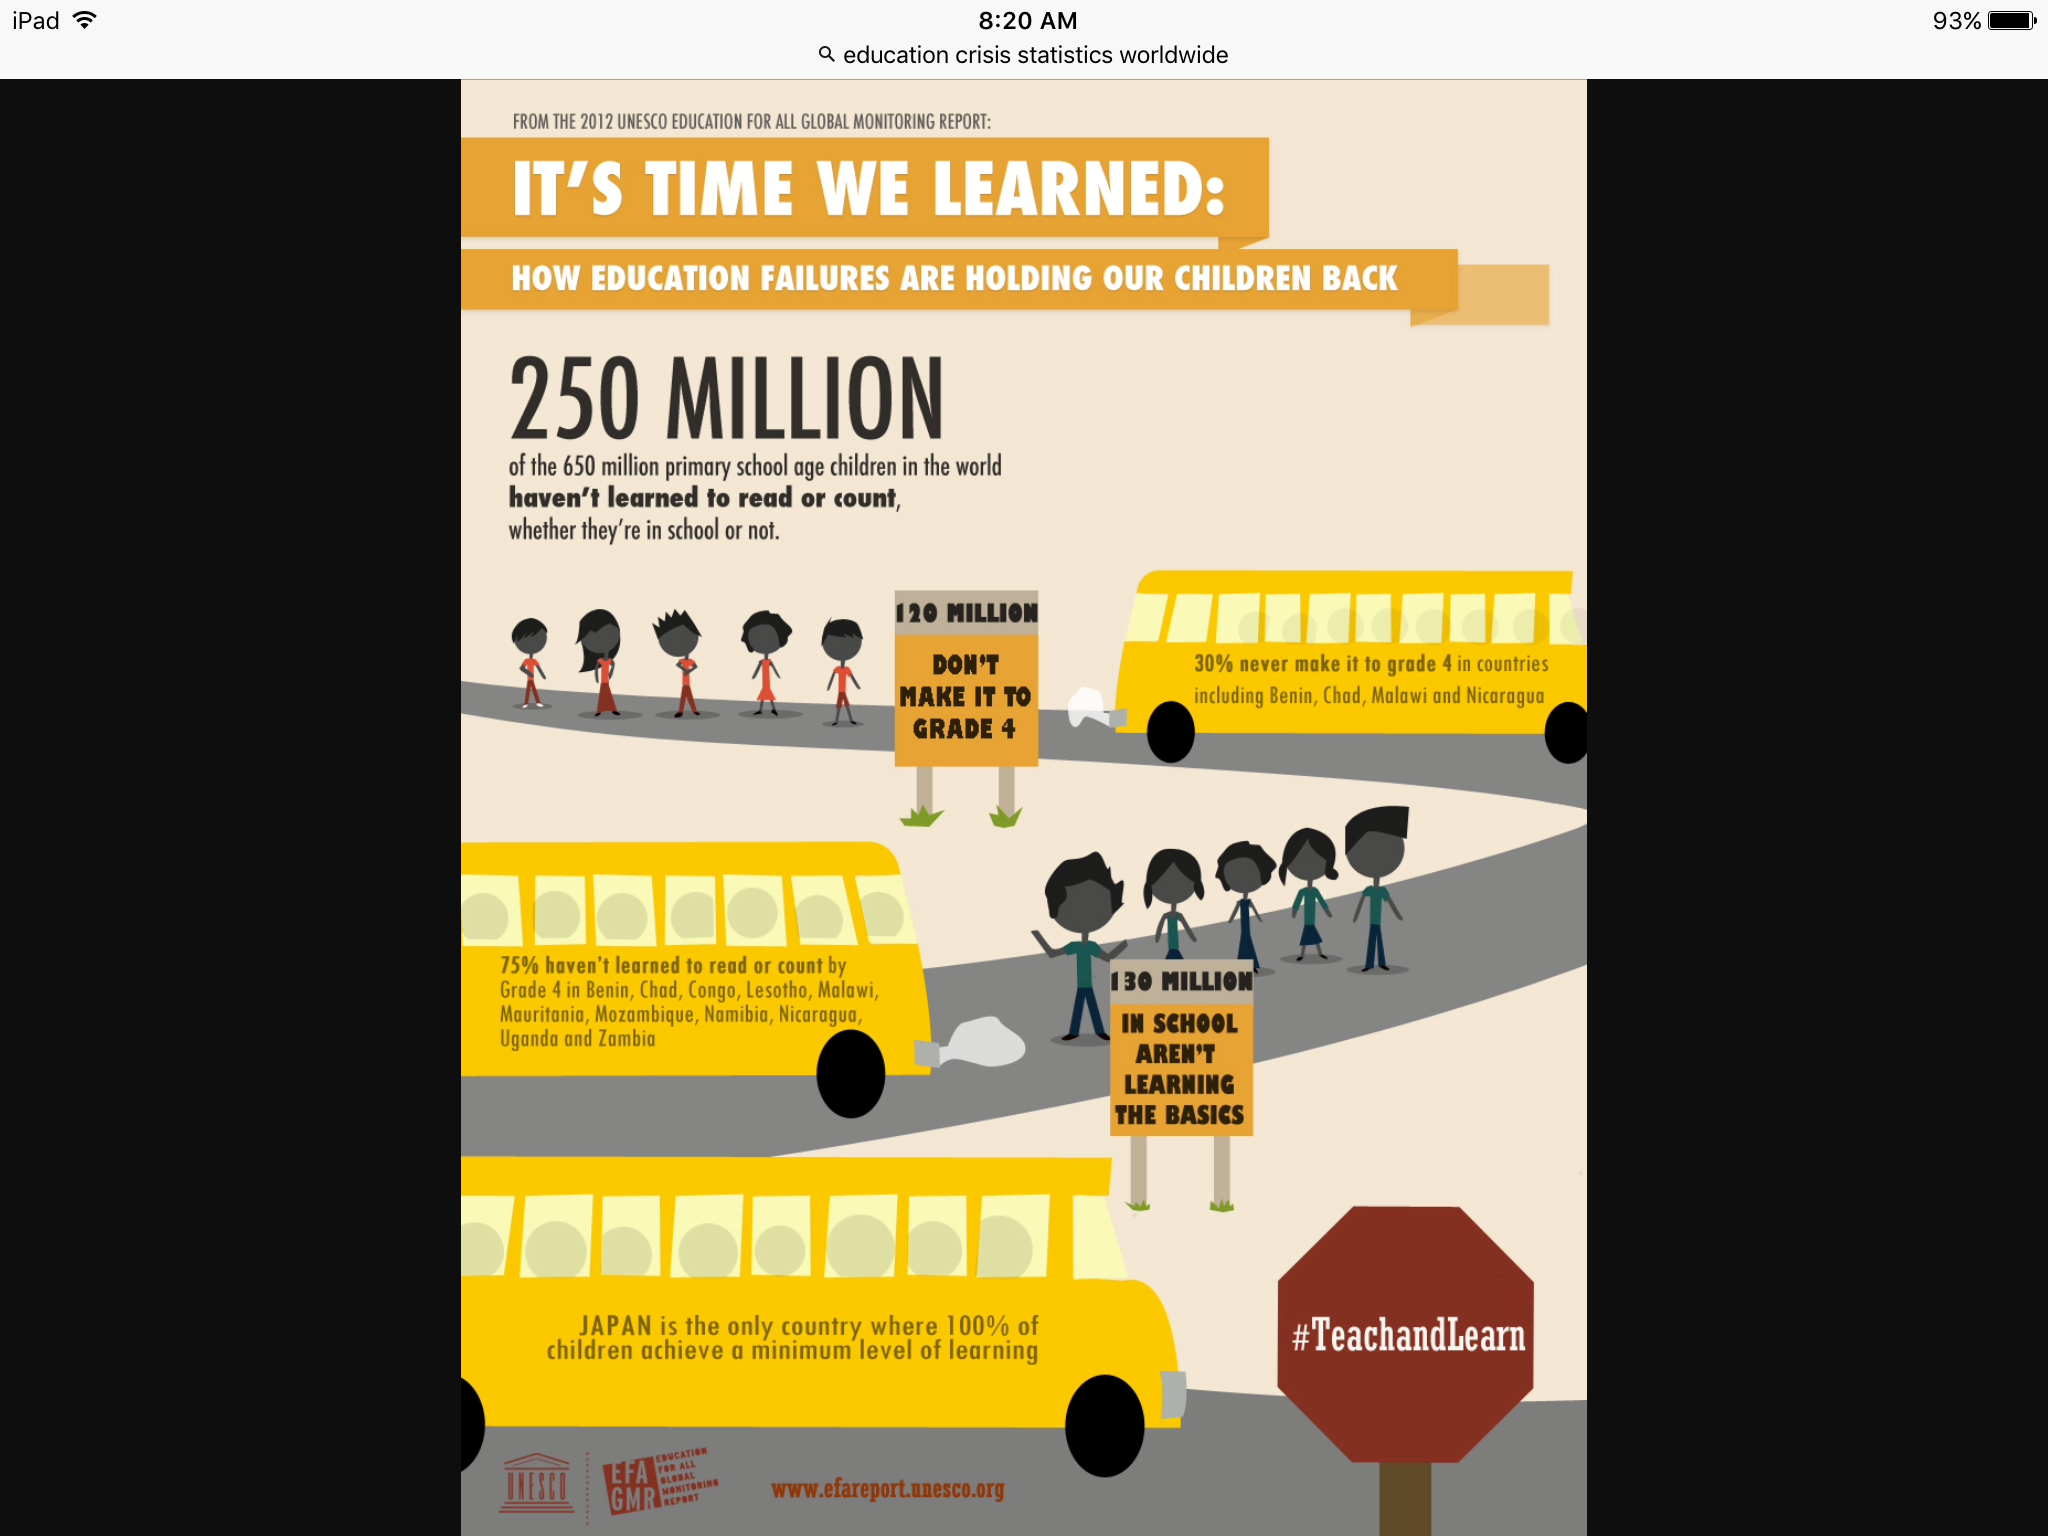 iPad
8:20 AM
93%
education crisis statistics worldwide
FROM THE 2012 UNESCO EDUCATION FOR ALL GLOBAL MONITORING REPORT:
IT'S TIME WE LEARNED:
HOW EDUCATION FAILURES ARE HOLDING OUR CHILDREN BACK
250 MILLION
of the 650 million primary school age children in the world
haven't learned to read or count,
whether they're in school or not.
120 MILLION
DON'T
MAKE IT TO
GRADE 4
30% never make it to grade 4 in countries
including Benin, Chad, Malawi and Nicaragua
75% haven't learned to read or count by
Grade 4 in Benin, Chad, Congo, Lesotho, Malawi,
Mauritania, Mozambique, Namibia, Nicaragua,
Uganda and Zambia
130 MILLION
IN SCHOOL
AREN'T
LEARNING
THE BASICS
JAPAN is the only country where 100% of
children achieve a minimum level of learning
#TeachandLearn
UNESCO
EFA
GMR
EDUCATION
FOR ALL
GLOBAL
MONITORING
REPORT
www.efareport.unesco.org